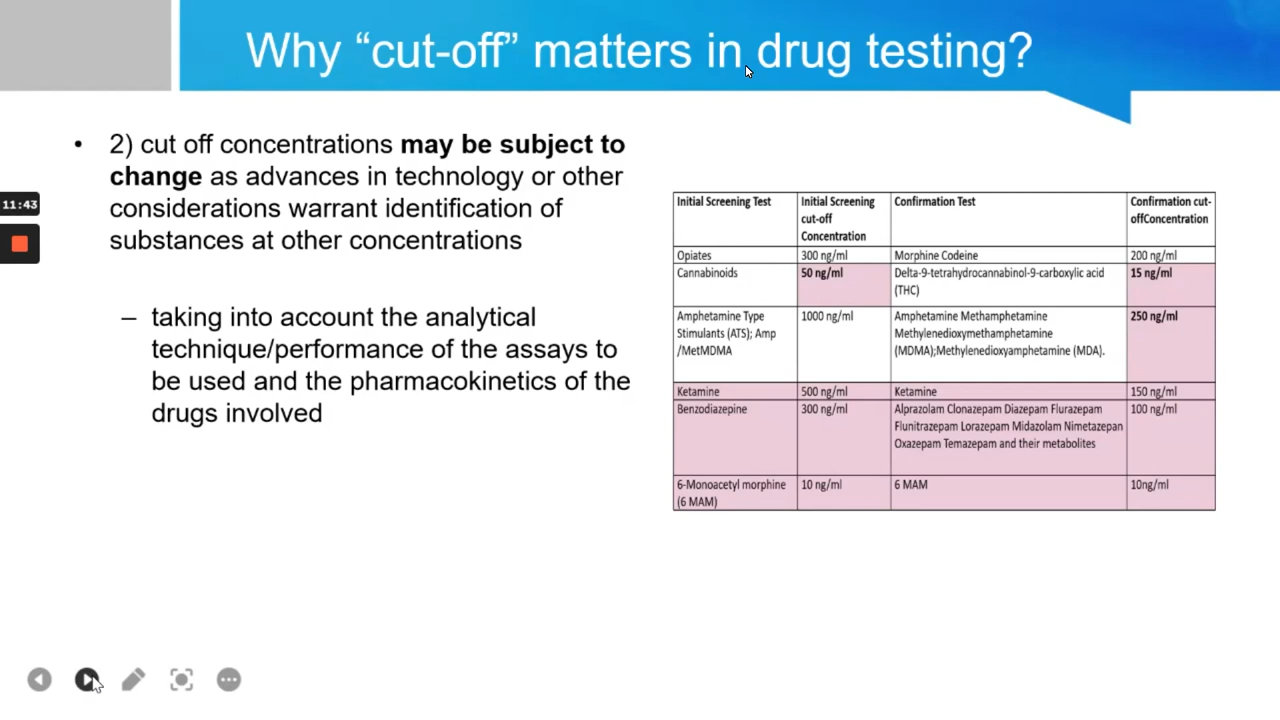 Why “cut-off” matters in drug testing?
• 2) cut off concentrations may be subject to
change as advances in technology or other
considerations warrant identification of
substances at other concentrations
– taking into account the analytical
technique/performance of the assays to
be used and the pharmacokinetics of the
drugs involved
11:43
Initial Screening Test
Initial Screening
cut-off
Concentration
Confirmation Test
Confirmation cut-
offConcentration
Opiates
300 ng/ml
Morphine Codeine
200 ng/ml
Cannabinoids
50 ng/ml
Delta-9-tetrahydrocannabinol-9-carboxylic acid
(THC)
15 ng/ml
Amphetamine Type
Stimulants (ATS); Amp
/MetMDMA
1000 ng/ml
Amphetamine Methamphetamine
Methylenedioxymethamphetamine
(MDMA);Methylenedioxyamphetamine (MDA).
250 ng/ml
Ketamine
500 ng/ml
Ketamine
150 ng/ml
Benzodiazepine
300 ng/ml
Alprazolam Clonazepam Diazepam Flurazepam
Flunitrazepam Lorazepam Midazolam Nimetazepan
Oxazepam Temazepam and their metabolites
100 ng/ml
6-Monoacetyl morphine
(6 MAM)
10 ng/ml
6 MAM
10ng/ml